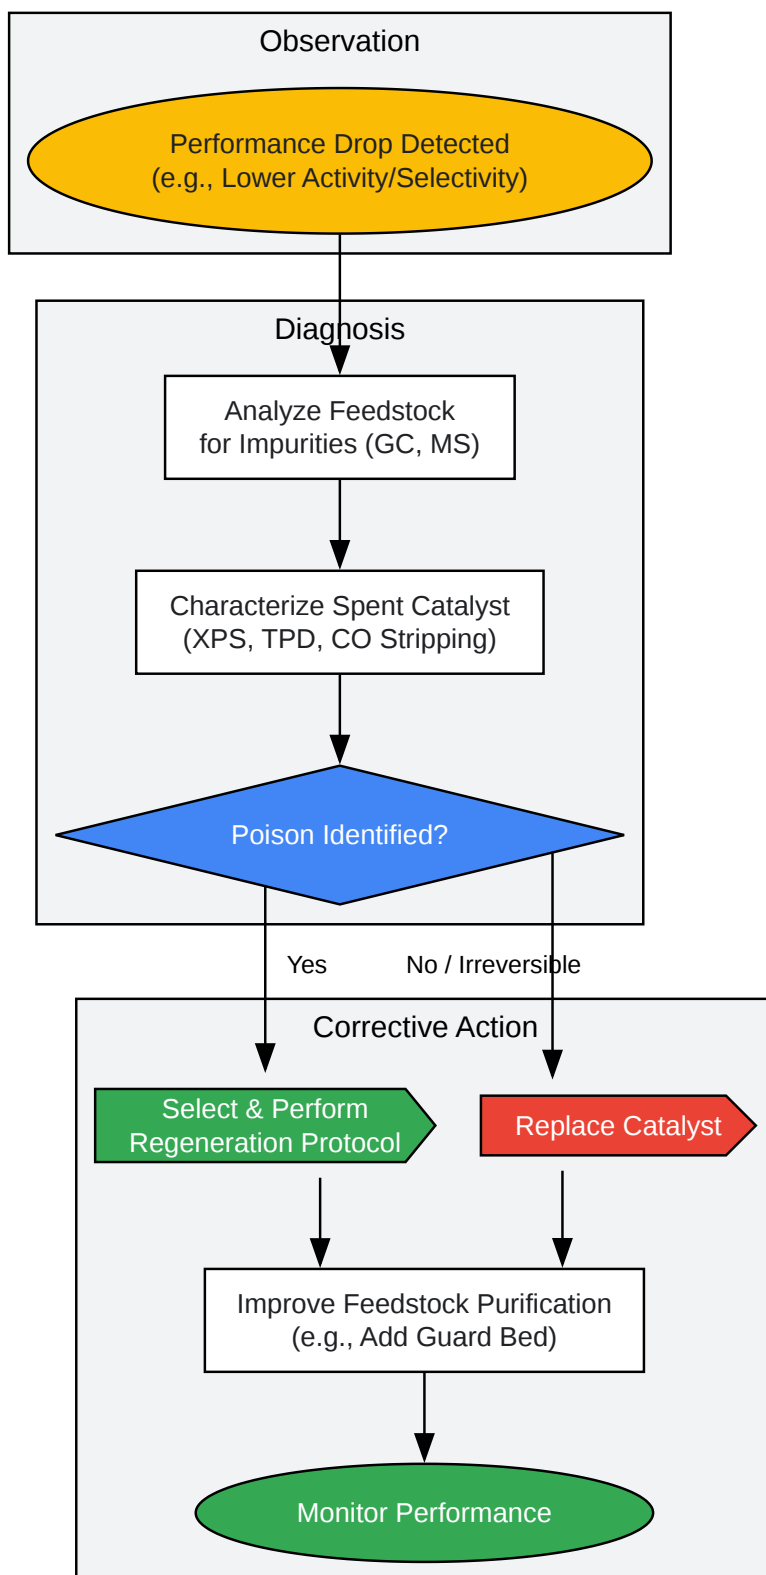 Observation
Performance Drop Detected
(e.g., Lower Activity/Selectivity)
Diagnosis
Analyze Feedstock
for Impurities (GC, MS)
Characterize Spent Catalyst
(XPS, TPD, CO Stripping)
Poison Identified?
Yes
No / Irreversible
Corrective Action
Select & Perform
Regeneration Protocol
Replace Catalyst
Improve Feedstock Purification
(e.g., Add Guard Bed)
Monitor Performance